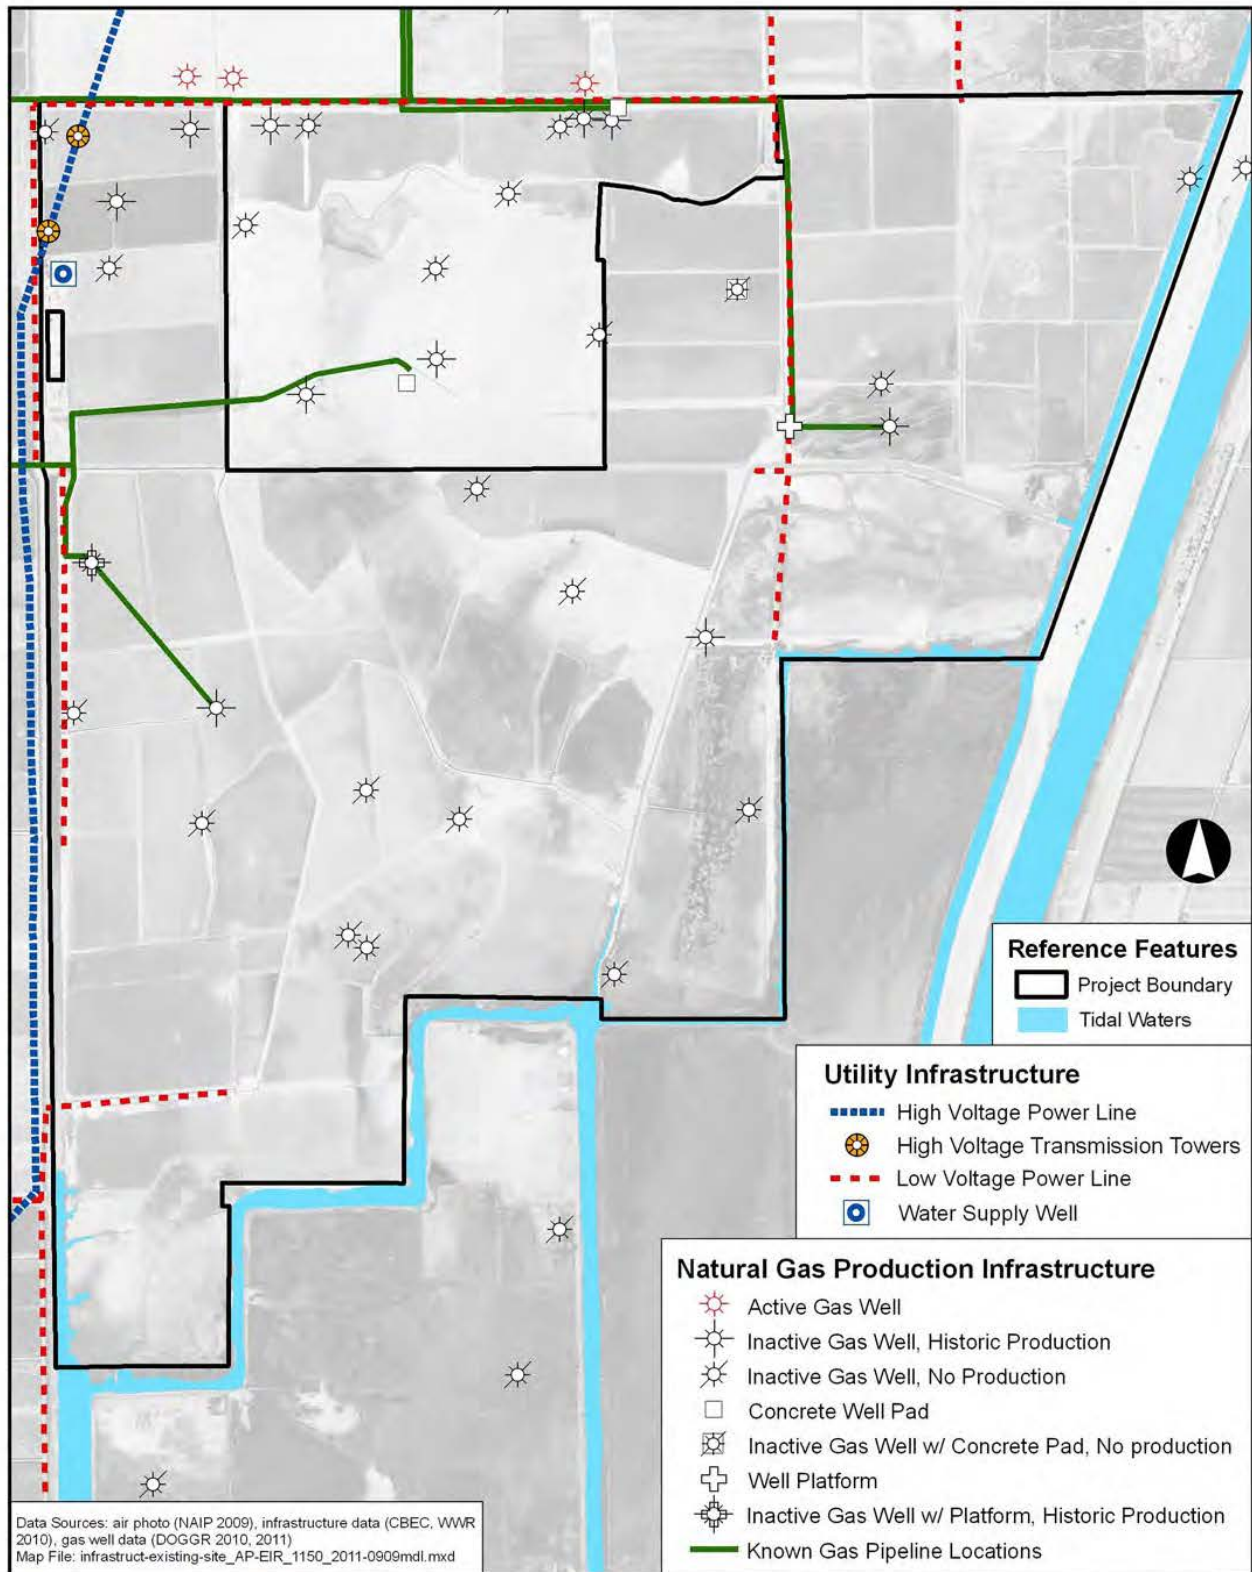 Reference Features
Project Boundary
Tidal Waters
Utility Infrastructure
High Voltage Power Line
High Voltage Transmission Towers
Low Voltage Power Line
Water Supply Well
Natural Gas Production Infrastructure
Active Gas Well
Inactive Gas Well, Historic Production
Inactive Gas Well, No Production
Concrete Well Pad
Inactive Gas Well w/ Concrete Pad, No production
Well Platform
Inactive Gas Well w/ Platform, Historic Production
Known Gas Pipeline Locations
Data Sources: air photo (NAIP 2009), infrastructure data (CBEC, WWR
2010), gas well data (DOGGR 2010, 2011)
Map File: infrastruct-existing-site_AP-EIR_1150_2011-0909mdl.mxd